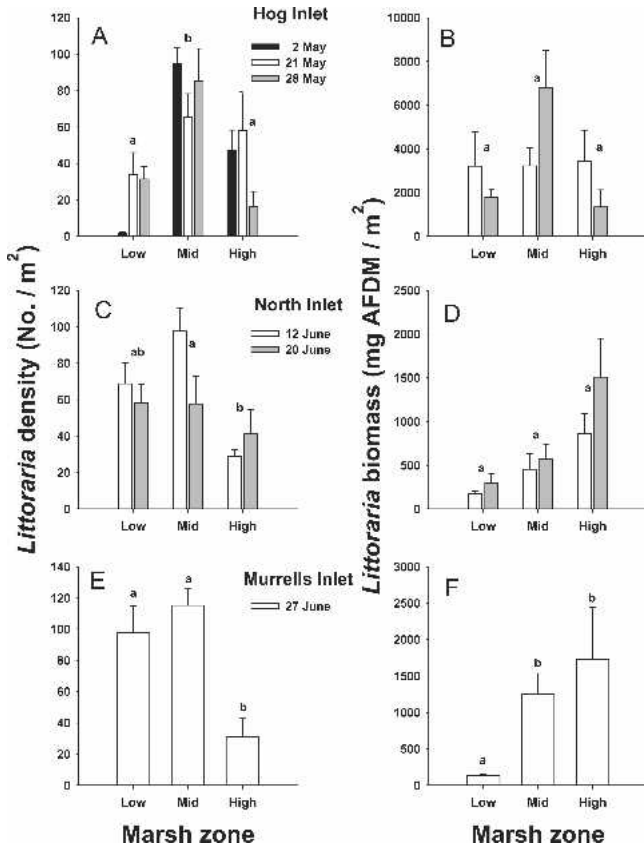 Hog Inlet
A
2 May
21 May
28 May
b
a
a
120
100
80
60
40
20
0
Low
Mid
High
B
a
a
a
10000
8000
6000
4000
2000
0
Low
Mid
High
Littoraria density (No. / m²)
Littoraria biomass (mg AFDM / m²)
North Inlet
C
12 June
20 June
ab
a
b
120
100
80
60
40
20
0
Low
Mid
High
D
a
a
a
2500
2000
1500
1000
500
0
Low
Mid
High
Murrells Inlet
E
27 June
a
a
b
140
120
100
80
60
40
20
0
Low
Mid
High
Marsh zone
F
a
b
b
3000
2500
2000
1500
1000
500
0
Low
Mid
High
Marsh zone